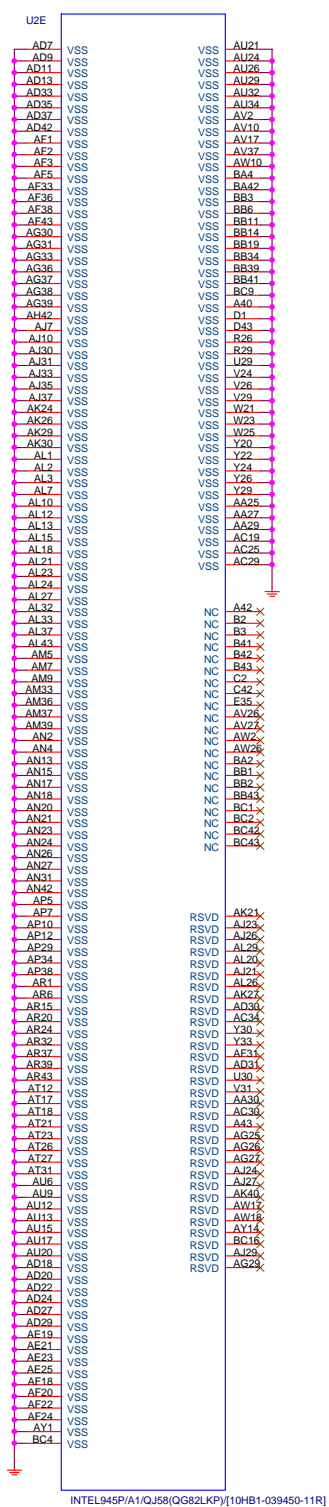 U2E
AD7 VSS
AD9 VSS
AD11 VSS
AD13 VSS
AD33 VSS
AD35 VSS
AD37 VSS
AD42 VSS
AF1 VSS
AF2 VSS
AF3 VSS
AF5 VSS
AF33 VSS
AF36 VSS
AF38 VSS
AF43 VSS
AG30 VSS
AG31 VSS
AG33 VSS
AG36 VSS
AG37 VSS
AG38 VSS
AG39 VSS
AH42 VSS
AJ7 VSS
AJ10 VSS
AJ30 VSS
AJ31 VSS
AJ33 VSS
AJ35 VSS
AJ37 VSS
AK24 VSS
AK26 VSS
AK29 VSS
AK30 VSS
AL1 VSS
AL2 VSS
AL3 VSS
AL7 VSS
AL10 VSS
AL12 VSS
AL13 VSS
AL15 VSS
AL18 VSS
AL21 VSS
AL23 VSS
AL24 VSS
AL27 VSS
AL32 VSS
AL33 VSS
AL37 VSS
AL43 VSS
AM5 VSS
AM7 VSS
AM9 VSS
AM33 VSS
AM36 VSS
AM37 VSS
AM39 VSS
AN2 VSS
AN4 VSS
AN13 VSS
AN15 VSS
AN17 VSS
AN18 VSS
AN20 VSS
AN21 VSS
AN23 VSS
AN24 VSS
AN26 VSS
AN27 VSS
AN31 VSS
AN42 VSS
AP5 VSS
AP7 VSS
AP10 VSS
AP12 VSS
AP29 VSS
AP34 VSS
AP38 VSS
AR1 VSS
AR6 VSS
AR15 VSS
AR20 VSS
AR24 VSS
AR32 VSS
AR37 VSS
AR39 VSS
AR43 VSS
AT12 VSS
AT17 VSS
AT18 VSS
AT21 VSS
AT23 VSS
AT26 VSS
AT27 VSS
AT31 VSS
AU6 VSS
AU9 VSS
AU12 VSS
AU13 VSS
AU15 VSS
AU17 VSS
AU20 VSS
AD18 VSS
AD20 VSS
AD22 VSS
AD24 VSS
AD27 VSS
AD29 VSS
AE19 VSS
AE21 VSS
AE23 VSS
AE25 VSS
AF18 VSS
AF20 VSS
AF22 VSS
AF24 VSS
AY1 VSS
BC4 VSS
VSS AU21
VSS AU24
VSS AU26
VSS AU29
VSS AU32
VSS AU34
VSS AV2
VSS AV10
VSS AV17
VSS AV37
VSS AW10
VSS BA4
VSS BA42
VSS BB3
VSS BB6
VSS BB11
VSS BB14
VSS BB19
VSS BB34
VSS BB39
VSS BB41
VSS BC9
VSS A40
VSS D1
VSS D43
VSS R26
VSS R29
VSS U29
VSS V24
VSS V26
VSS V29
VSS W21
VSS W23
VSS W25
VSS Y20
VSS Y22
VSS Y24
VSS Y26
VSS Y29
VSS AA25
VSS AA27
VSS AA29
VSS AC19
VSS AC25
VSS AC29
NC A42
NC B2
NC B3
NC B41
NC B42
NC B43
NC C2
NC C42
NC E35
NC AV26
NC AV27
NC AW2
NC AW26
NC BA2
NC BB1
NC BB2
NC BB43
NC BC1
NC BC2
NC BC42
NC BC43
RSVD AK21
RSVD AJ23
RSVD AJ26
RSVD AL29
RSVD AL20
RSVD AJ21
RSVD AL26
RSVD AK27
RSVD AD30
RSVD AC34
RSVD Y30
RSVD Y33
RSVD AF31
RSVD AD31
RSVD U30
RSVD V31
RSVD AA30
RSVD AC30
RSVD A43
RSVD AG25
RSVD AG26
RSVD AG27
RSVD AJ24
RSVD AJ27
RSVD AK40
RSVD AW17
RSVD AW18
RSVD AY14
RSVD BC16
RSVD AJ29
RSVD AG29
INTEL945P/A1/QJ58(QG82LKP)/[10HB1-039450-11R]